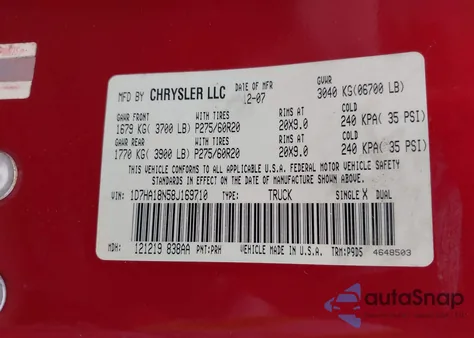 MFD BY CHRYSLER LLC DATE OF MFR 12-07 GVWR 3040 KG(06700 LB)
GAWR FRONT WITH TIRES RIMS AT COLD
1679 KG( 3700 LB) P275/60R20 20X9.0 240 KPA( 35 PSI)
GAWR REAR WITH TIRES RIMS AT COLD
1770 KG( 3900 LB) P275/60R20 20X9.0 240 KPA( 35 PSI)
THIS VEHICLE CONFORMS TO ALL APPLICABLE U.S.A. FEDERAL MOTOR VEHICLE SAFETY
STANDARDS IN EFFECT ON THE DATE OF MANUFACTURE SHOWN ABOVE.
VIN: 1D7HA18N58J169710 TYPE: TRUCK SINGLE X DUAL
MDH: 121219 838AA PNT: PRH VEHICLE MADE IN U.S.A. TRM: P9D5 4648503
autoSnap